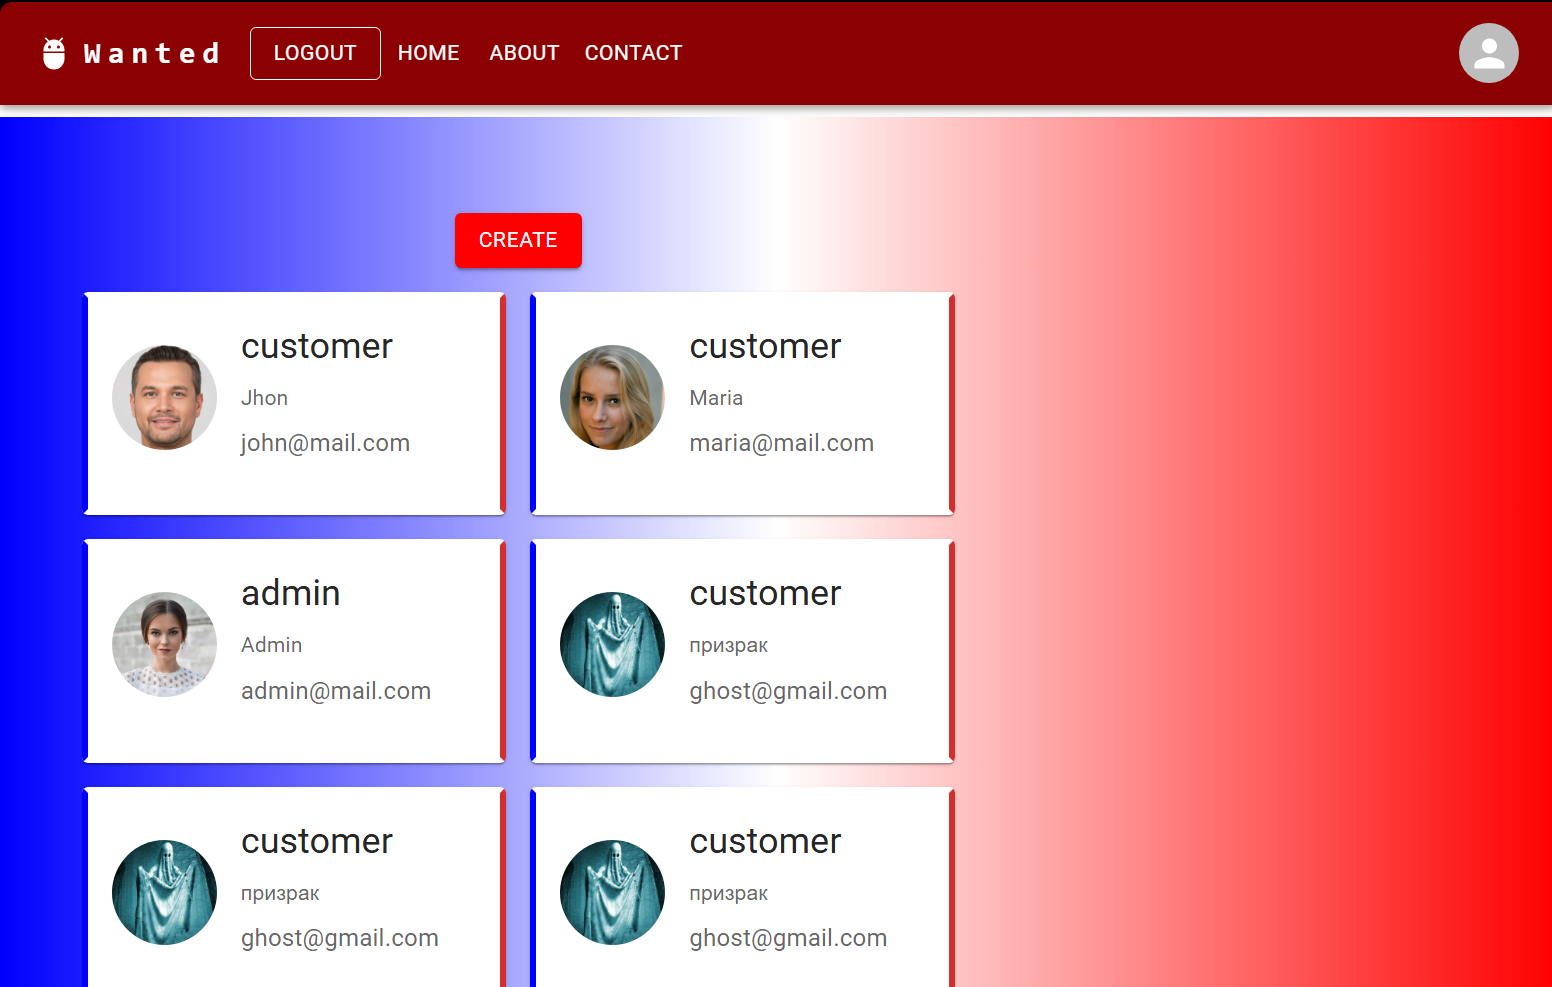 Wanted
LOGOUT
HOME
ABOUT
CONTACT
CREATE
customer
Jhon
john@mail.com
customer
Maria
maria@mail.com
admin
Admin
admin@mail.com
customer
призрак
ghost@gmail.com
customer
призрак
ghost@gmail.com
customer
призрак
ghost@gmail.com